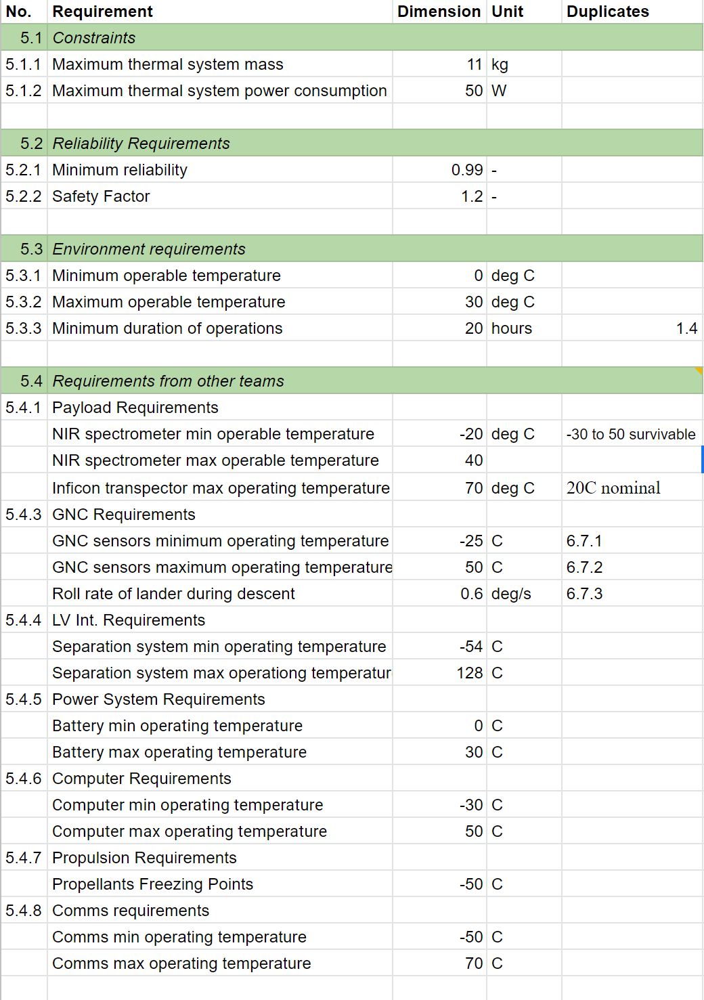 No. Requirement Dimension Unit Duplicates
5.1 Constraints
5.1.1 Maximum thermal system mass 11 kg
5.1.2 Maximum thermal system power consumption 50 W
5.2 Reliability Requirements
5.2.1 Minimum reliability 0.99 -
5.2.2 Safety Factor 1.2 -
5.3 Environment requirements
5.3.1 Minimum operable temperature 0 deg C
5.3.2 Maximum operable temperature 30 deg C
5.3.3 Minimum duration of operations 20 hours 1.4
5.4 Requirements from other teams
5.4.1 Payload Requirements
NIR spectrometer min operable temperature -20 deg C -30 to 50 survivable
NIR spectrometer max operable temperature 40
Inficon transpector max operating temperature 70 deg C 20C nominal
5.4.3 GNC Requirements
GNC sensors minimum operating temperature -25 C 6.7.1
GNC sensors maximum operating temperature 50 C 6.7.2
Roll rate of lander during descent 0.6 deg/s 6.7.3
5.4.4 LV Int. Requirements
Separation system min operating temperature -54 C
Separation system max operationg temperatur 128 C
5.4.5 Power System Requirements
Battery min operating temperature 0 C
Battery max operating temperature 30 C
5.4.6 Computer Requirements
Computer min operating temperature -30 C
Computer max operating temperature 50 C
5.4.7 Propulsion Requirements
Propellants Freezing Points -50 C
5.4.8 Comms requirements
Comms min operating temperature -50 C
Comms max operating temperature 70 C